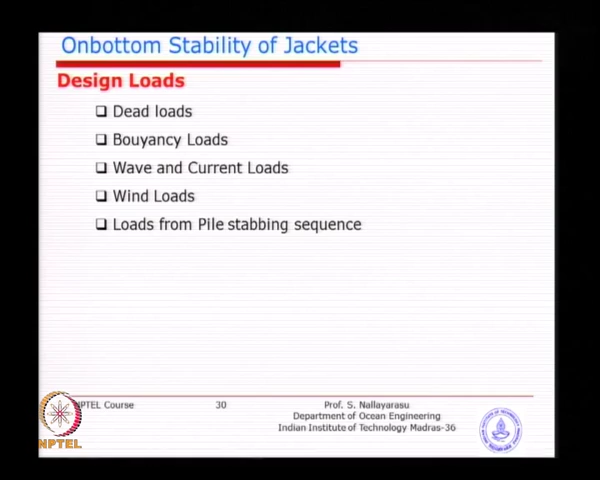 Onbottom Stability of Jackets
Design Loads
Dead loads
Bouyancy Loads
Wave and Current Loads
Wind Loads
Loads from Pile stabbing sequence
NPTEL Course
30
Prof. S. Nallayarasu
Department of Ocean Engineering
Indian Institute of Technology Madras-36
NPTEL